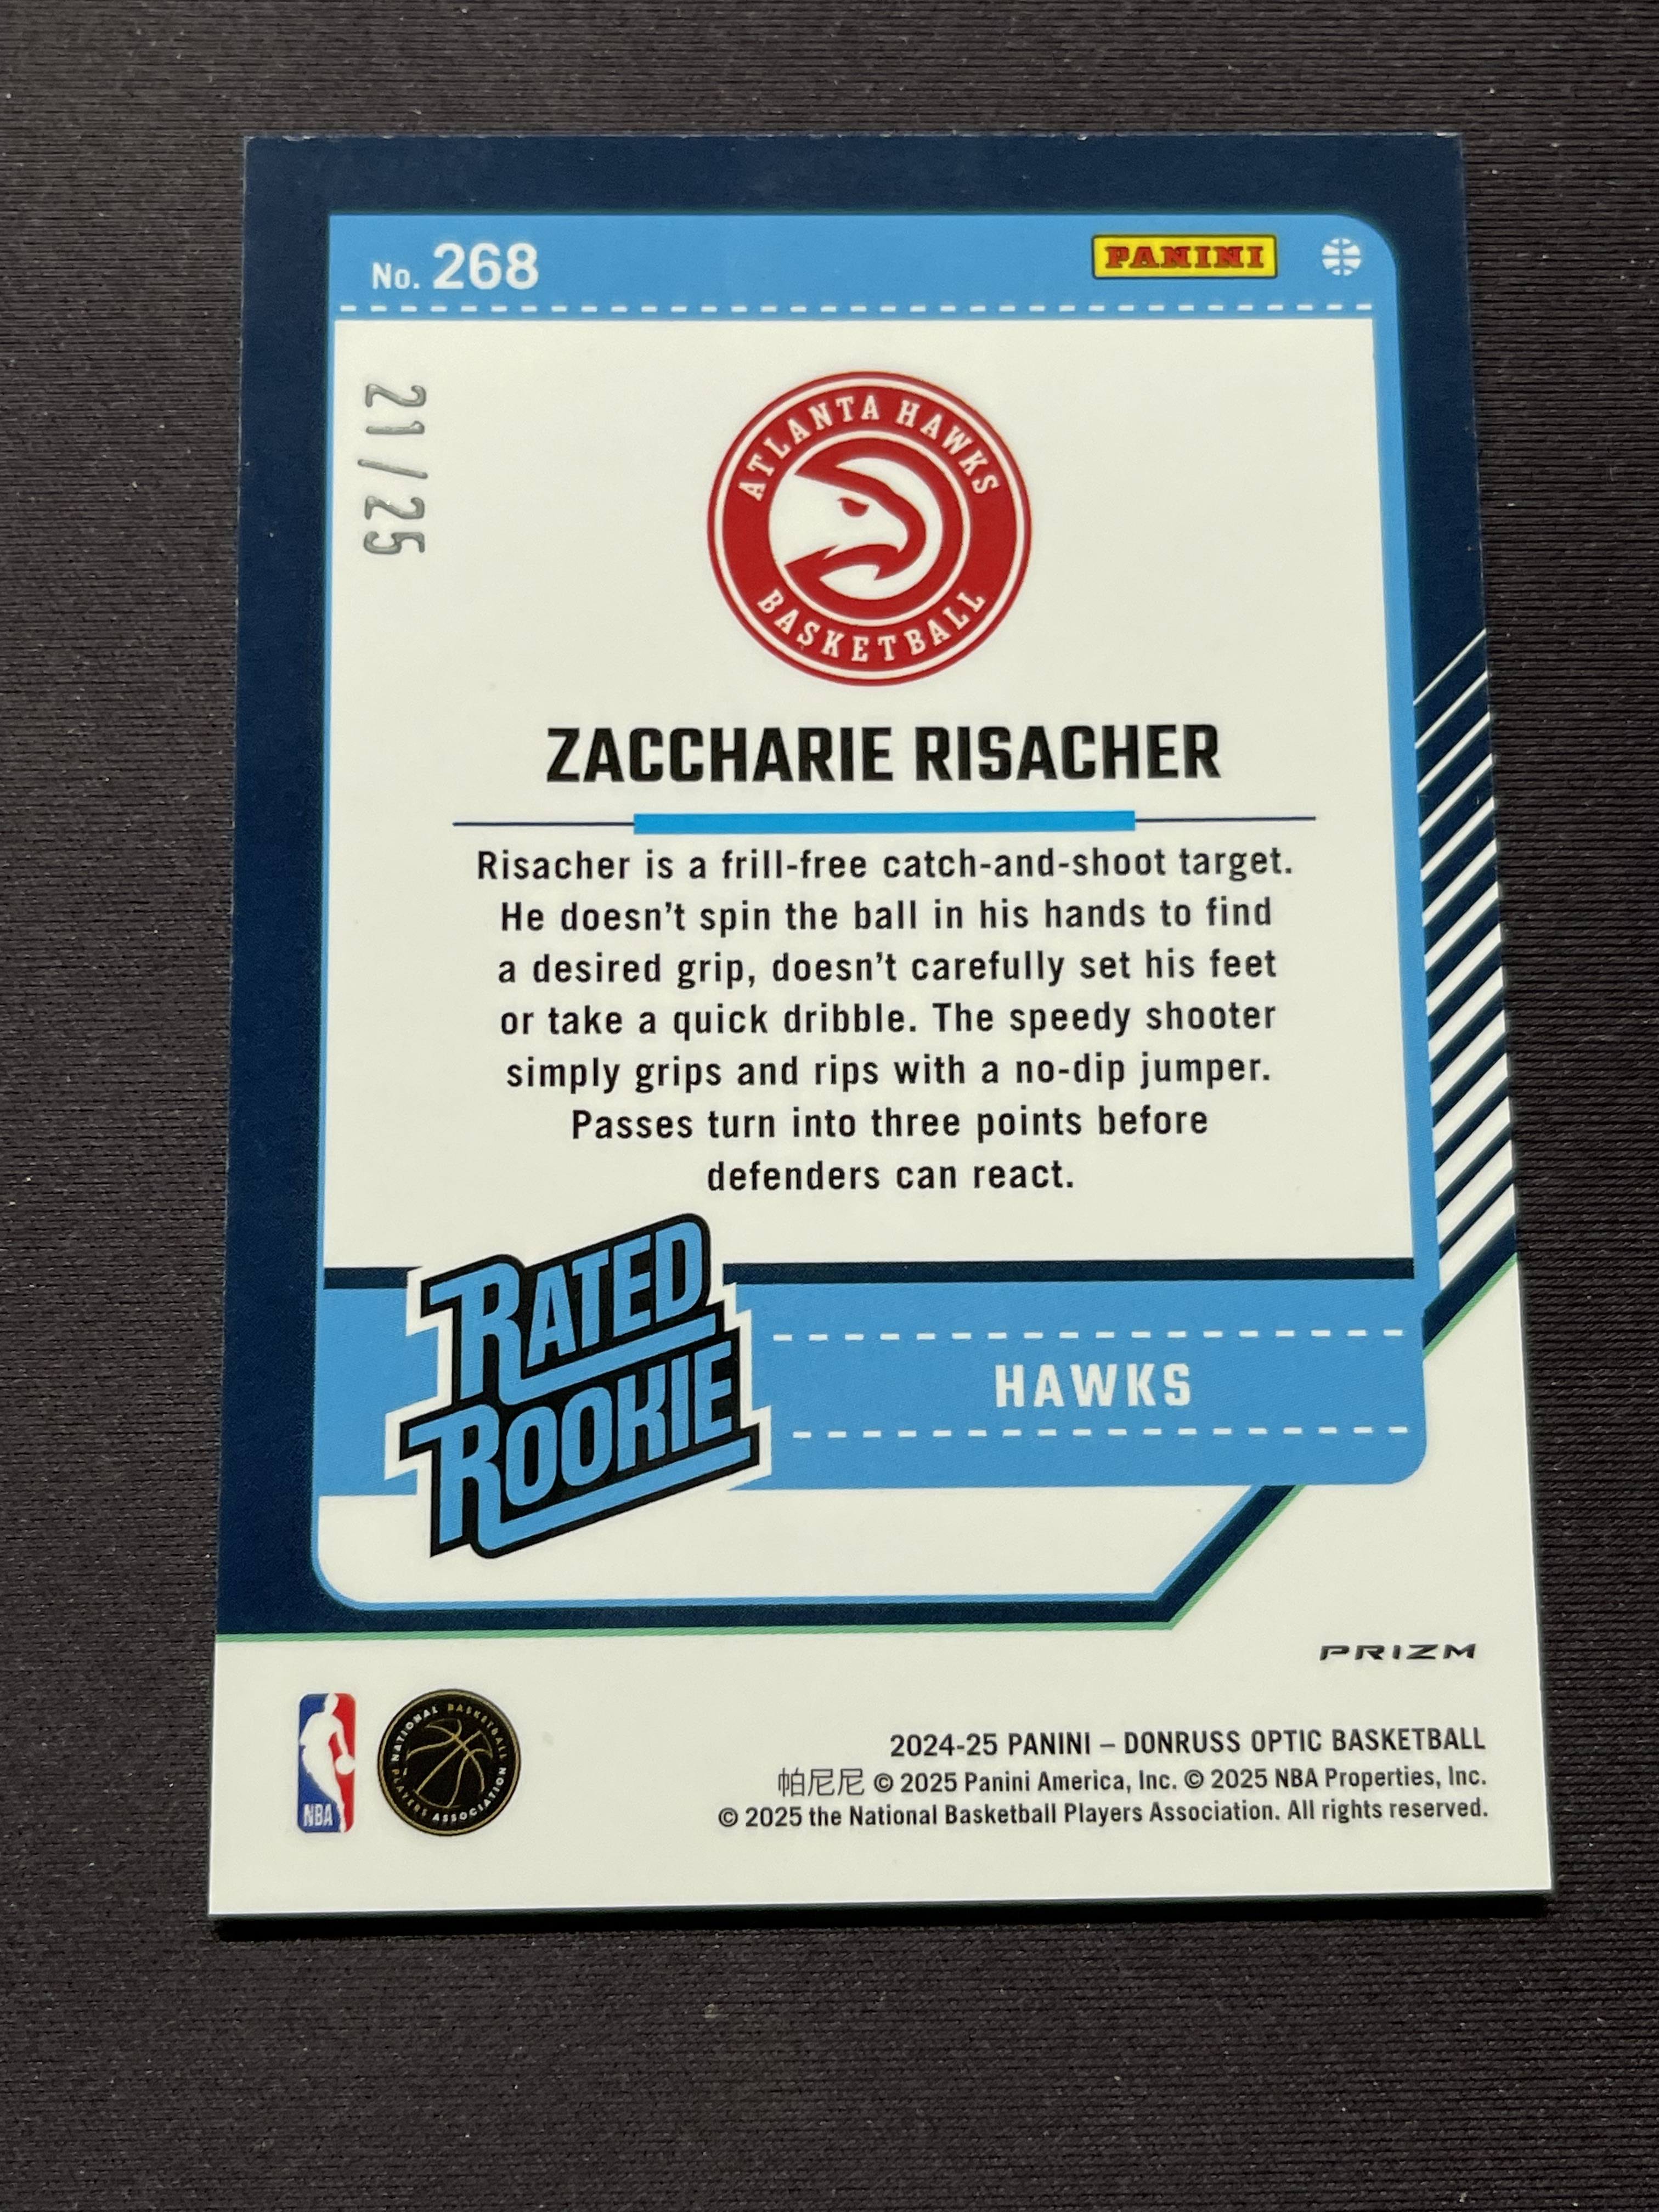 No. 268
PANINI
21/25
ATLANTA HAWKS
BASKETBALL
ZACCHARIE RISACHER
Risacher is a frill-free catch-and-shoot target.
He doesn't spin the ball in his hands to find
a desired grip, doesn't carefully set his feet
or take a quick dribble. The speedy shooter
simply grips and rips with a no-dip jumper.
Passes turn into three points before
defenders can react.
RATED
ROOKIE
HAWKS
PRIZM
NBA
NATIONAL BASKETBALL
PLAYERS ASSOCIATION
2024-25 PANINI – DONRUSS OPTIC BASKETBALL
帕尼尼 © 2025 Panini America, Inc. © 2025 NBA Properties, Inc.
© 2025 the National Basketball Players Association. All rights reserved.